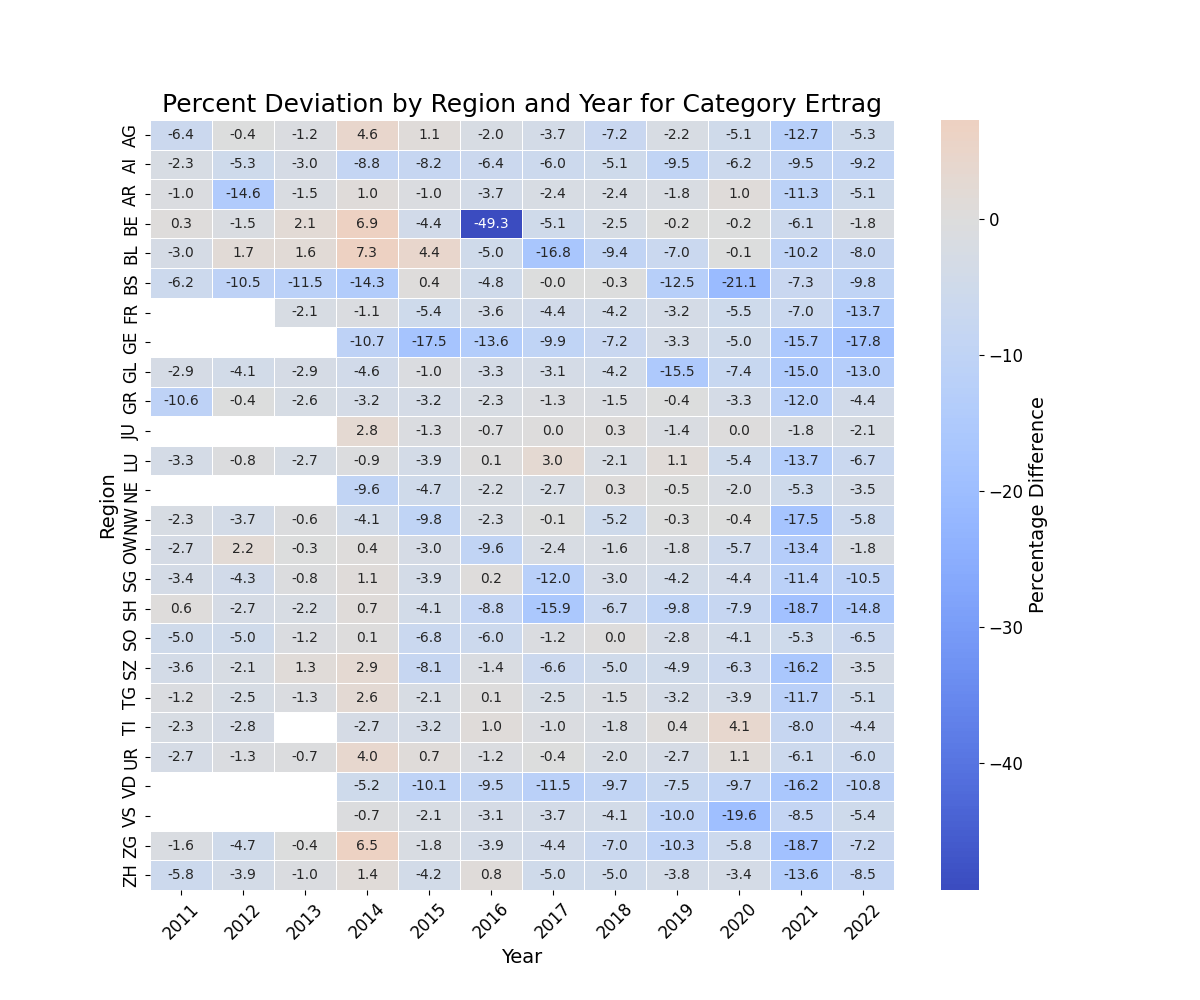 Percent Deviation by Region and Year for Category Ertrag
AG -6.4 -0.4 -1.2 4.6 1.1 -2.0 -3.7 -7.2 -2.2 -5.1 -12.7 -5.3
AI -2.3 -5.3 -3.0 -8.8 -8.2 -6.4 -6.0 -5.1 -9.5 -6.2 -9.5 -9.2
AR -1.0 -14.6 -1.5 1.0 -1.0 -3.7 -2.4 -2.4 -1.8 1.0 -11.3 -5.1
BE 0.3 -1.5 2.1 6.9 -4.4 -49.3 -5.1 -2.5 -0.2 -0.2 -6.1 -1.8
BL -3.0 1.7 1.6 7.3 4.4 -5.0 -16.8 -9.4 -7.0 -0.1 -10.2 -8.0
BS -6.2 -10.5 -11.5 -14.3 0.4 -4.8 -0.0 -0.3 -12.5 -21.1 -7.3 -9.8
FR -2.1 -1.1 -5.4 -3.6 -4.4 -4.2 -3.2 -5.5 -7.0 -13.7
GE -10.7 -17.5 -13.6 -9.9 -7.2 -3.3 -5.0 -15.7 -17.8
GL -2.9 -4.1 -2.9 -4.6 -1.0 -3.3 -3.1 -4.2 -15.5 -7.4 -15.0 -13.0
GR -10.6 -0.4 -2.6 -3.2 -3.2 -2.3 -1.3 -1.5 -0.4 -3.3 -12.0 -4.4
JU 2.8 -1.3 -0.7 0.0 0.3 -1.4 0.0 -1.8 -2.1
LU -3.3 -0.8 -2.7 -0.9 -3.9 0.1 3.0 -2.1 1.1 -5.4 -13.7 -6.7
NE -9.6 -4.7 -2.2 -2.7 0.3 -0.5 -2.0 -5.3 -3.5
NW -2.3 -3.7 -0.6 -4.1 -9.8 -2.3 -0.1 -5.2 -0.3 -0.4 -17.5 -5.8
OW -2.7 2.2 -0.3 0.4 -3.0 -9.6 -2.4 -1.6 -1.8 -5.7 -13.4 -1.8
SG -3.4 -4.3 -0.8 1.1 -3.9 0.2 -12.0 -3.0 -4.2 -4.4 -11.4 -10.5
SH 0.6 -2.7 -2.2 0.7 -4.1 -8.8 -15.9 -6.7 -9.8 -7.9 -18.7 -14.8
SO -5.0 -5.0 -1.2 0.1 -6.8 -6.0 -1.2 0.0 -2.8 -4.1 -5.3 -6.5
SZ -3.6 -2.1 1.3 2.9 -8.1 -1.4 -6.6 -5.0 -4.9 -6.3 -16.2 -3.5
TG -1.2 -2.5 -1.3 2.6 -2.1 0.1 -2.5 -1.5 -3.2 -3.9 -11.7 -5.1
TI -2.3 -2.8 -2.7 -3.2 1.0 -1.0 -1.8 0.4 4.1 -8.0 -4.4
UR -2.7 -1.3 -0.7 4.0 0.7 -1.2 -0.4 -2.0 -2.7 1.1 -6.1 -6.0
VD -5.2 -10.1 -9.5 -11.5 -9.7 -7.5 -9.7 -16.2 -10.8
VS -0.7 -2.1 -3.1 -3.7 -4.1 -10.0 -19.6 -8.5 -5.4
ZG -1.6 -4.7 -0.4 6.5 -1.8 -3.9 -4.4 -7.0 -10.3 -5.8 -18.7 -7.2
ZH -5.8 -3.9 -1.0 1.4 -4.2 0.8 -5.0 -5.0 -3.8 -3.4 -13.6 -8.5
2011 2012 2013 2014 2015 2016 2017 2018 2019 2020 2021 2022
Year
Region
0
−10
−20
−30
−40
Percentage Difference